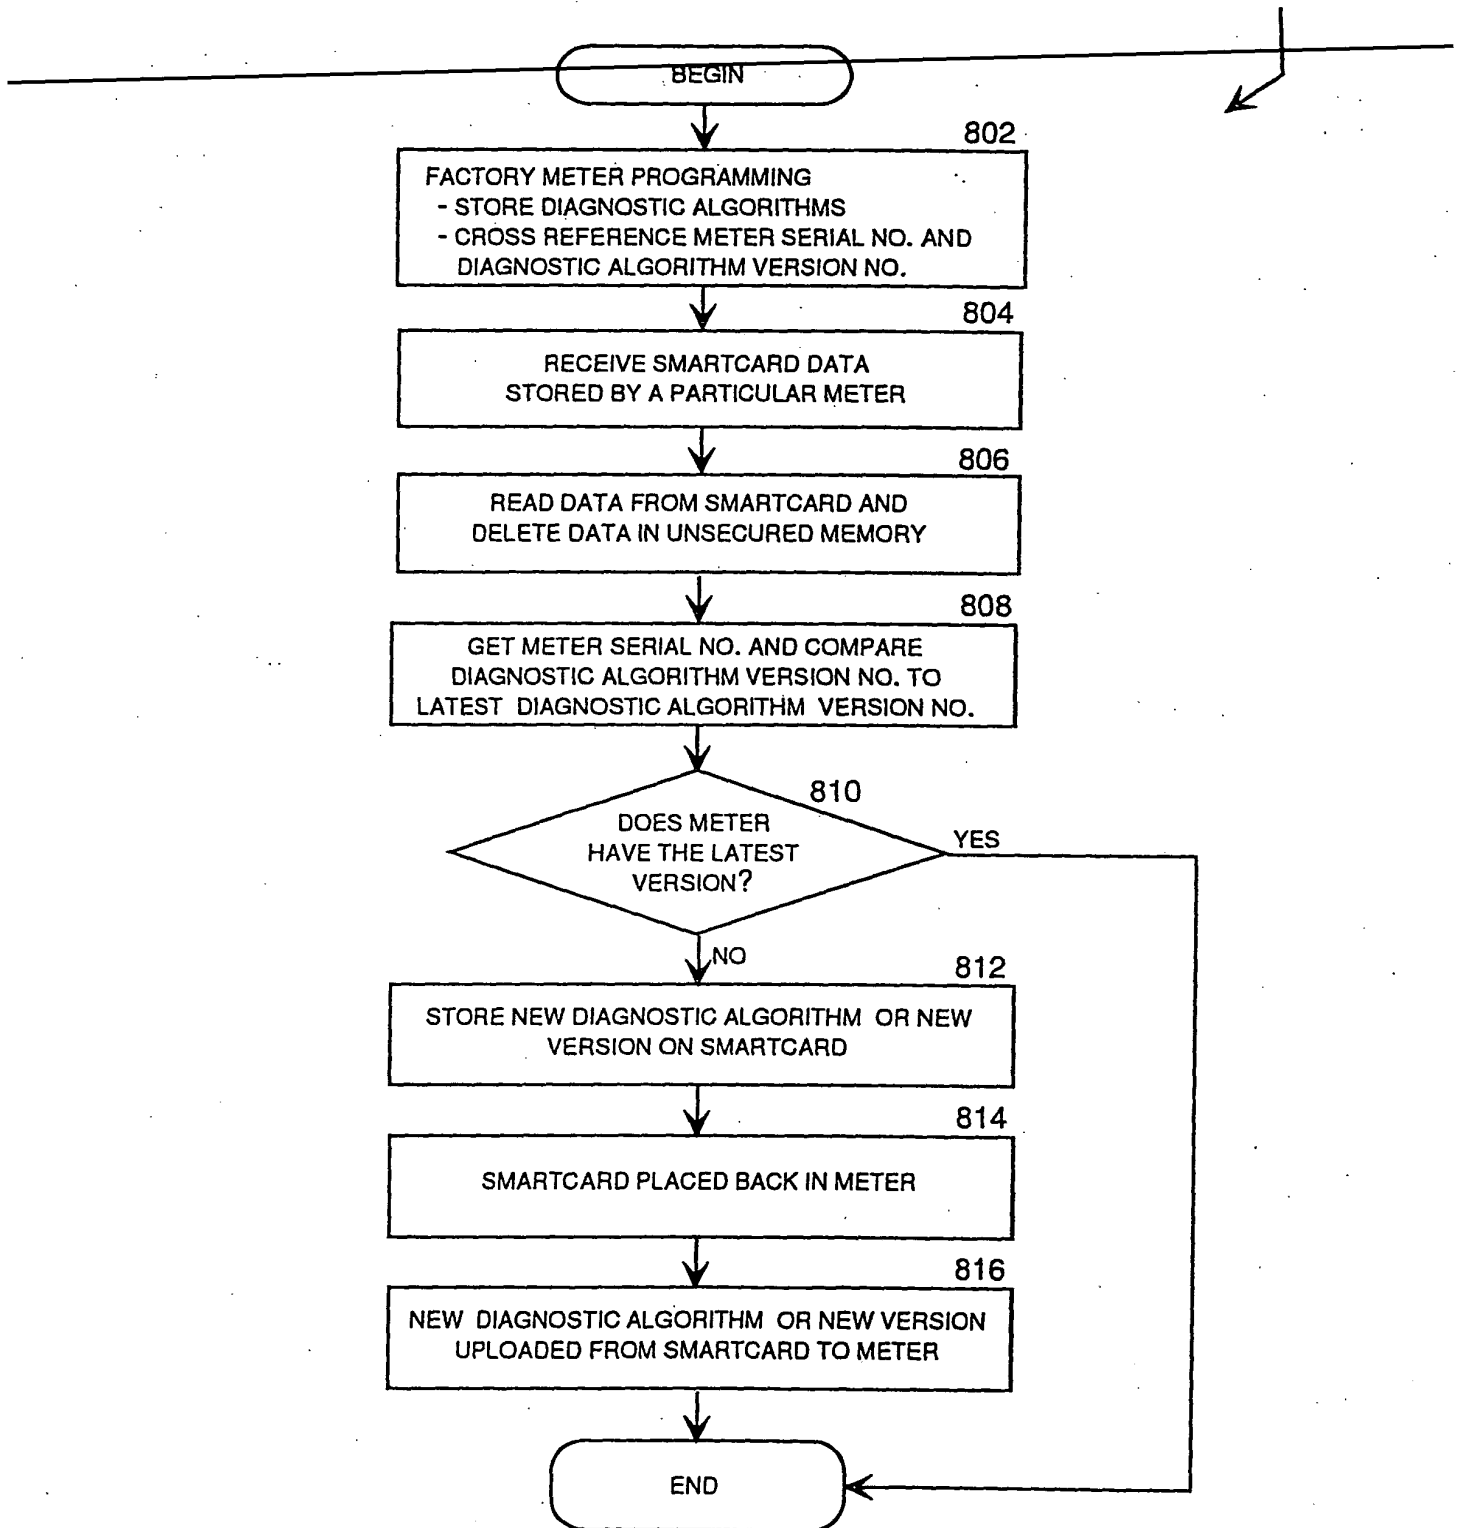 BEGIN
802
FACTORY METER PROGRAMMING
- STORE DIAGNOSTIC ALGORITHMS
- CROSS REFERENCE METER SERIAL NO. AND
DIAGNOSTIC ALGORITHM VERSION NO.
804
RECEIVE SMARTCARD DATA
STORED BY A PARTICULAR METER
806
READ DATA FROM SMARTCARD AND
DELETE DATA IN UNSECURED MEMORY
808
GET METER SERIAL NO. AND COMPARE
DIAGNOSTIC ALGORITHM VERSION NO. TO
LATEST DIAGNOSTIC ALGORITHM VERSION NO.
810
DOES METER
HAVE THE LATEST
VERSION?
YES
NO
812
STORE NEW DIAGNOSTIC ALGORITHM OR NEW
VERSION ON SMARTCARD
814
SMARTCARD PLACED BACK IN METER
816
NEW DIAGNOSTIC ALGORITHM OR NEW VERSION
UPLOADED FROM SMARTCARD TO METER
END